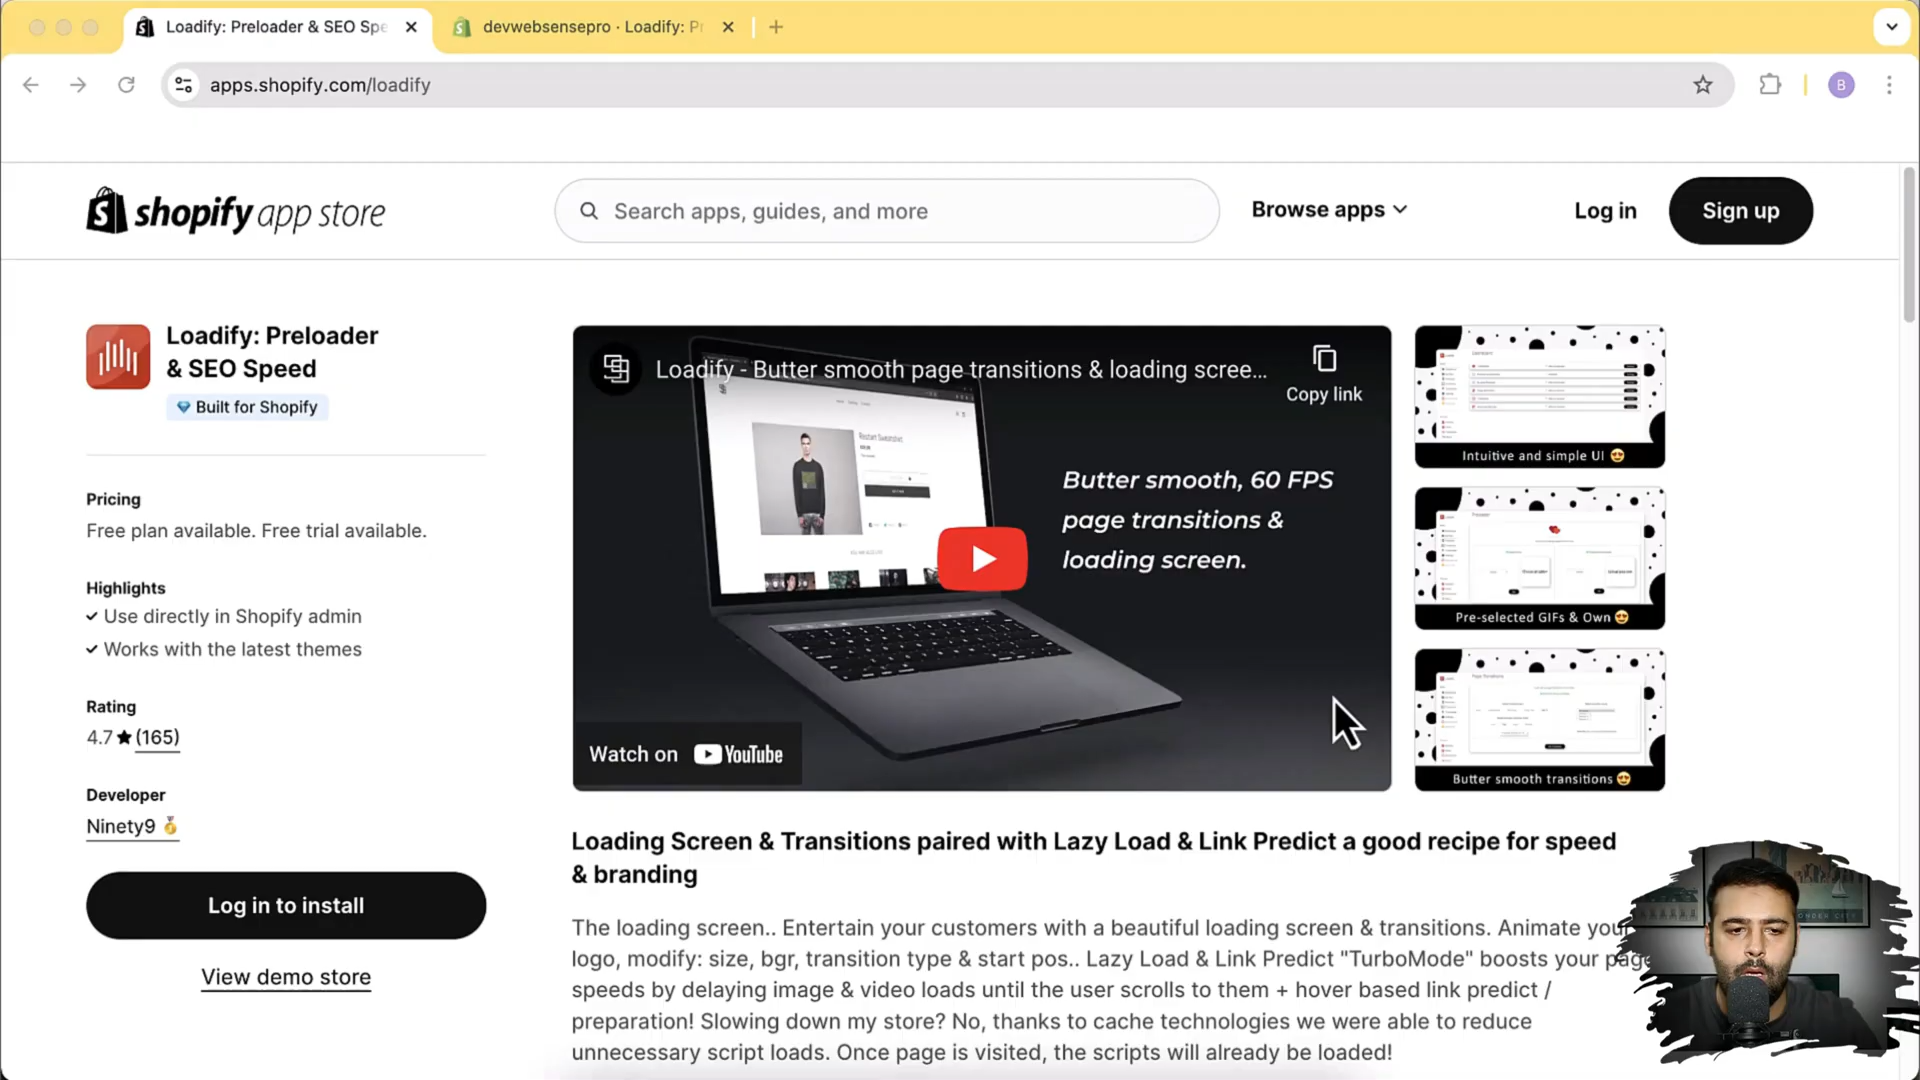 Loadify: Preloader & SEO Spe
devwebsensepro · Loadify: Pr
apps.shopify.com/loadify
B
shopify app store
Search apps, guides, and more
Browse apps
Log in
Sign up
Loadify: Preloader
& SEO Speed
Built for Shopify
Pricing
Free plan available. Free trial available.
Highlights
Use directly in Shopify admin
Works with the latest themes
Rating
4.7 ★ (165)
Developer
Ninety9 🥇
Log in to install
View demo store
Loadify - Butter smooth page transitions & loading scree...
Copy link
Butter smooth, 60 FPS
page transitions &
loading screen.
Watch on YouTube
Intuitive and simple UI 😍
Pre-selected GIFs & Own 😍
Butter smooth transitions 😍
Loading Screen & Transitions paired with Lazy Load & Link Predict a good recipe for speed
& branding
The loading screen.. Entertain your customers with a beautiful loading screen & transitions. Animate
logo, modify: size, bgr, transition type & start pos.. Lazy Load & Link Predict "TurboMode" boosts your page
speeds by delaying image & video loads until the user scrolls to them + hover based link predict /
preparation! Slowing down my store? No, thanks to cache technologies we were able to reduce
unnecessary script loads. Once page is visited, the scripts will already be loaded!